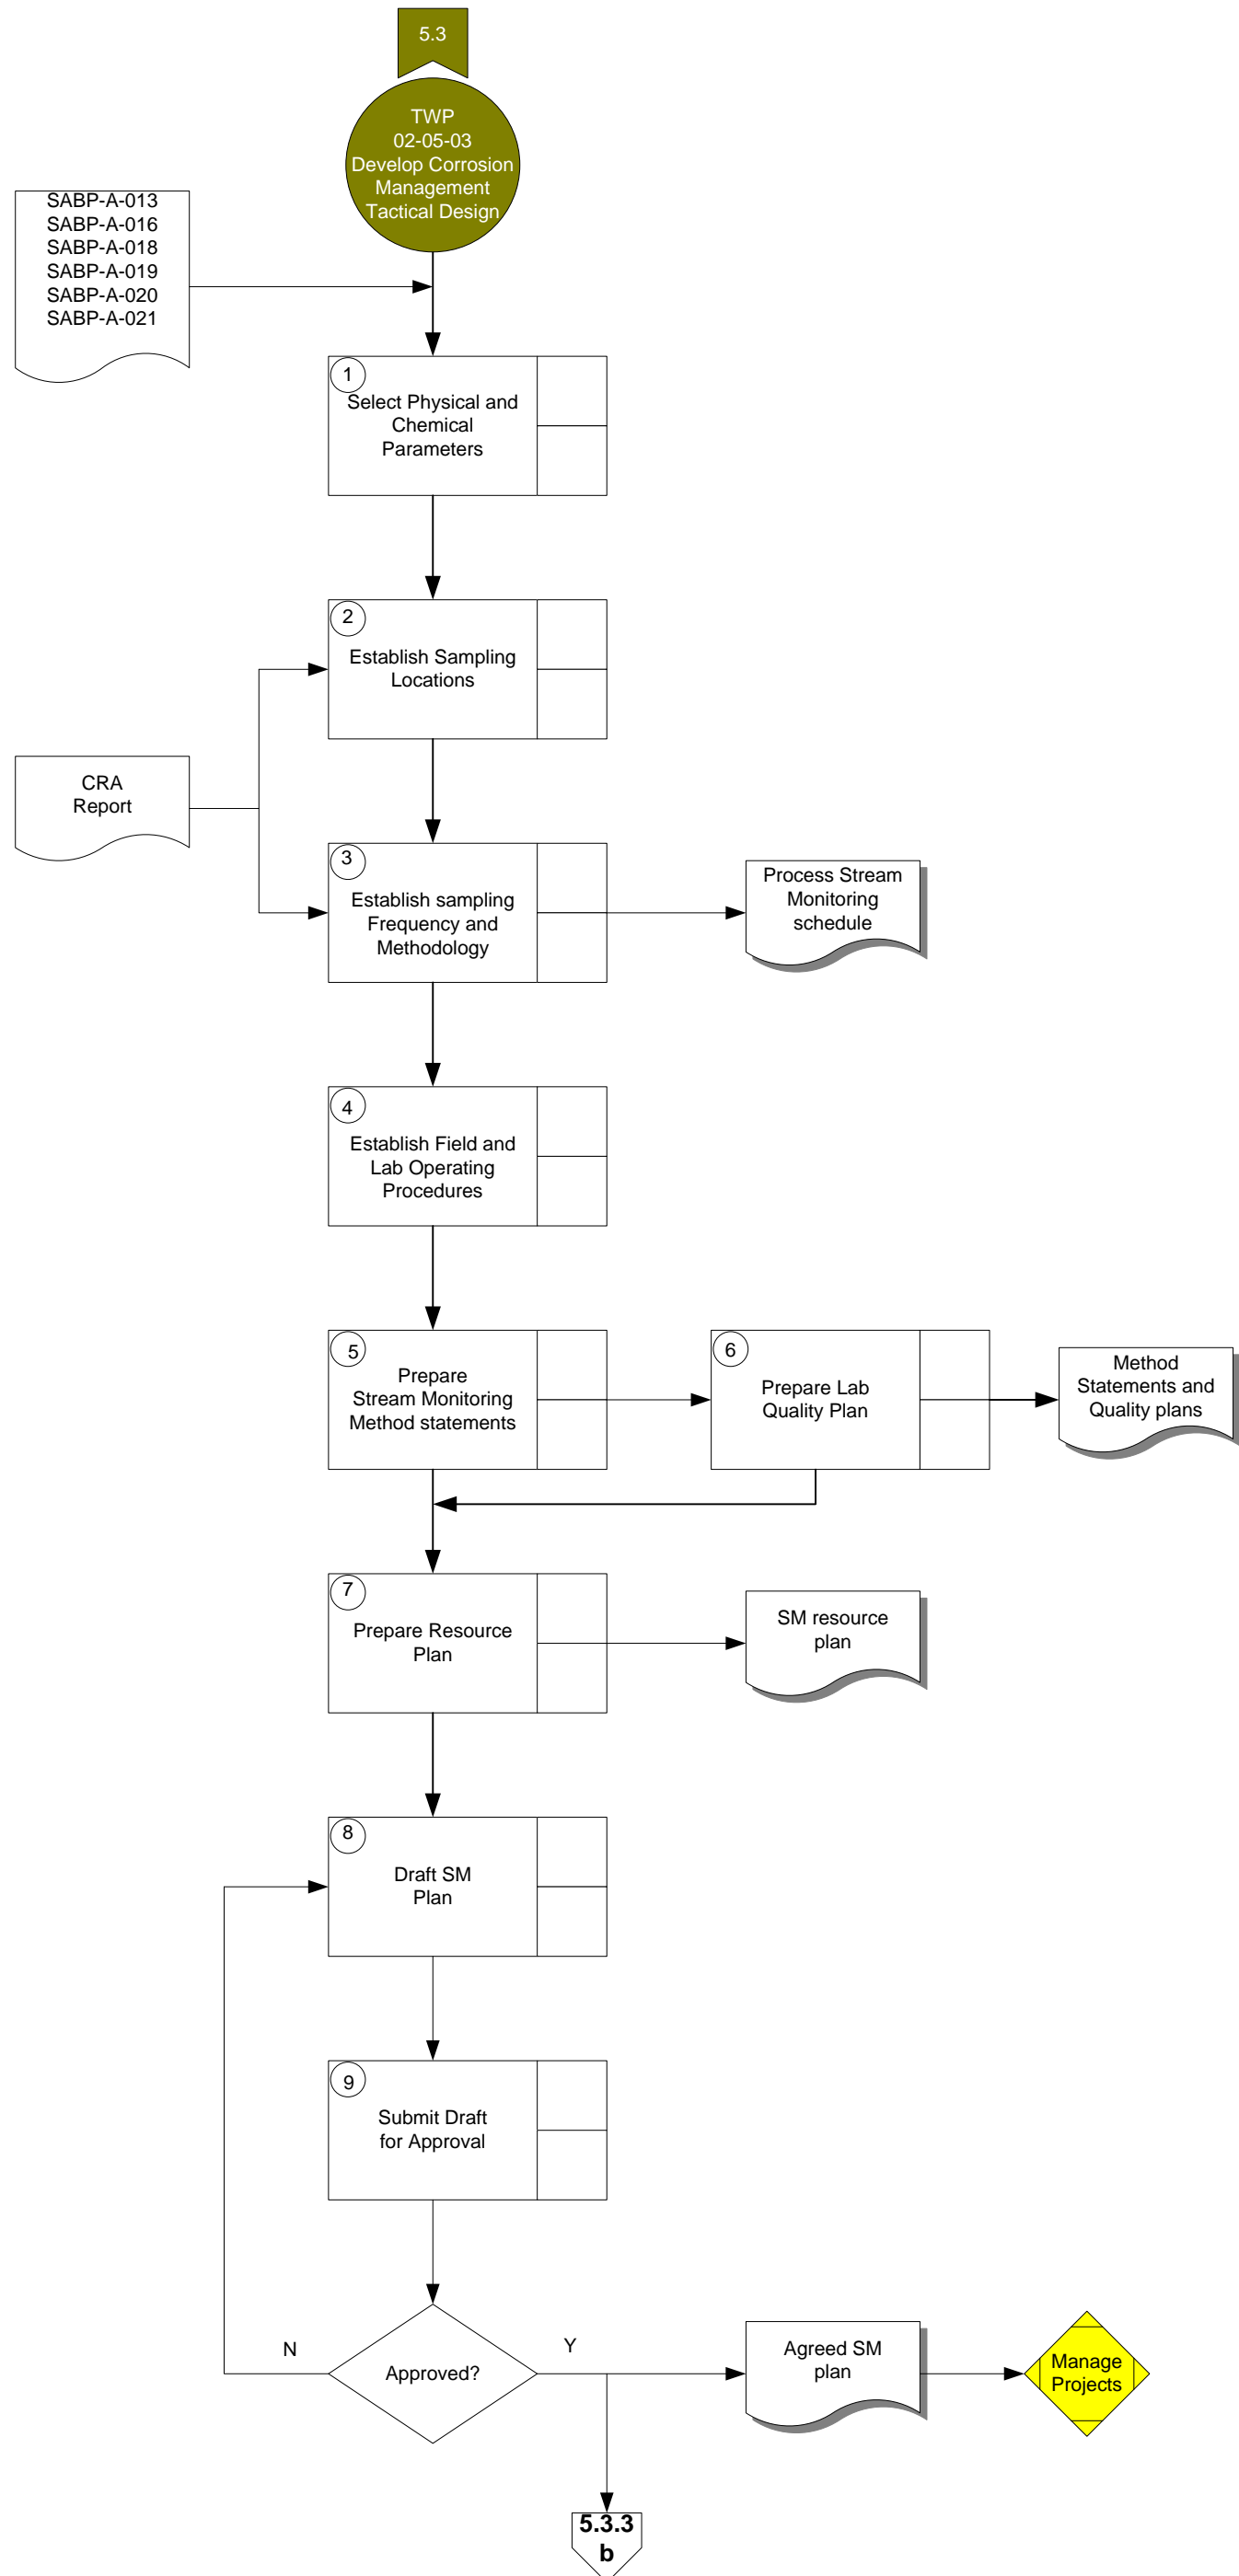 5.3
TWP
02-05-03
Develop Corrosion
Management
Tactical Design
SABP-A-013
SABP-A-016
SABP-A-018
SABP-A-019
SABP-A-020
SABP-A-021
1
Select Physical and
Chemical
Parameters
2
Establish Sampling
Locations
CRA
Report
3
Establish sampling
Frequency and
Methodology
Process Stream
Monitoring
schedule
4
Establish Field and
Lab Operating
Procedures
5
Prepare
Stream Monitoring
Method statements
6
Prepare Lab
Quality Plan
Method
Statements and
Quality plans
7
Prepare Resource
Plan
SM resource
plan
8
Draft SM
Plan
9
Submit Draft
for Approval
N
Approved?
Y
Agreed SM
plan
Manage
Projects
5.3.3
b